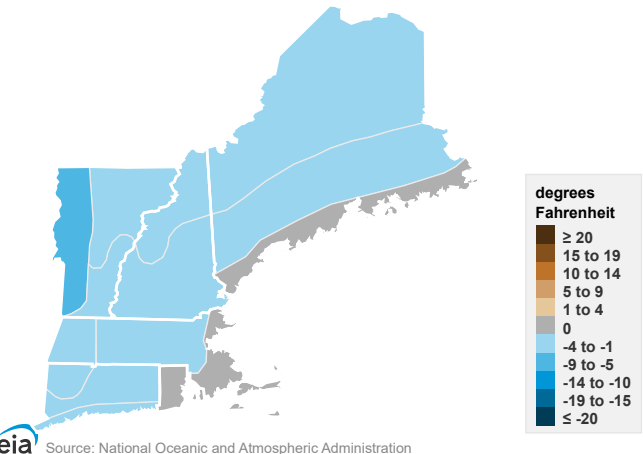 degrees
Fahrenheit
≥ 20
15 to 19
10 to 14
5 to 9
1 to 4
0
-4 to -1
-9 to -5
-14 to -10
-19 to -15
≤ -20
eia Source: National Oceanic and Atmospheric Administration